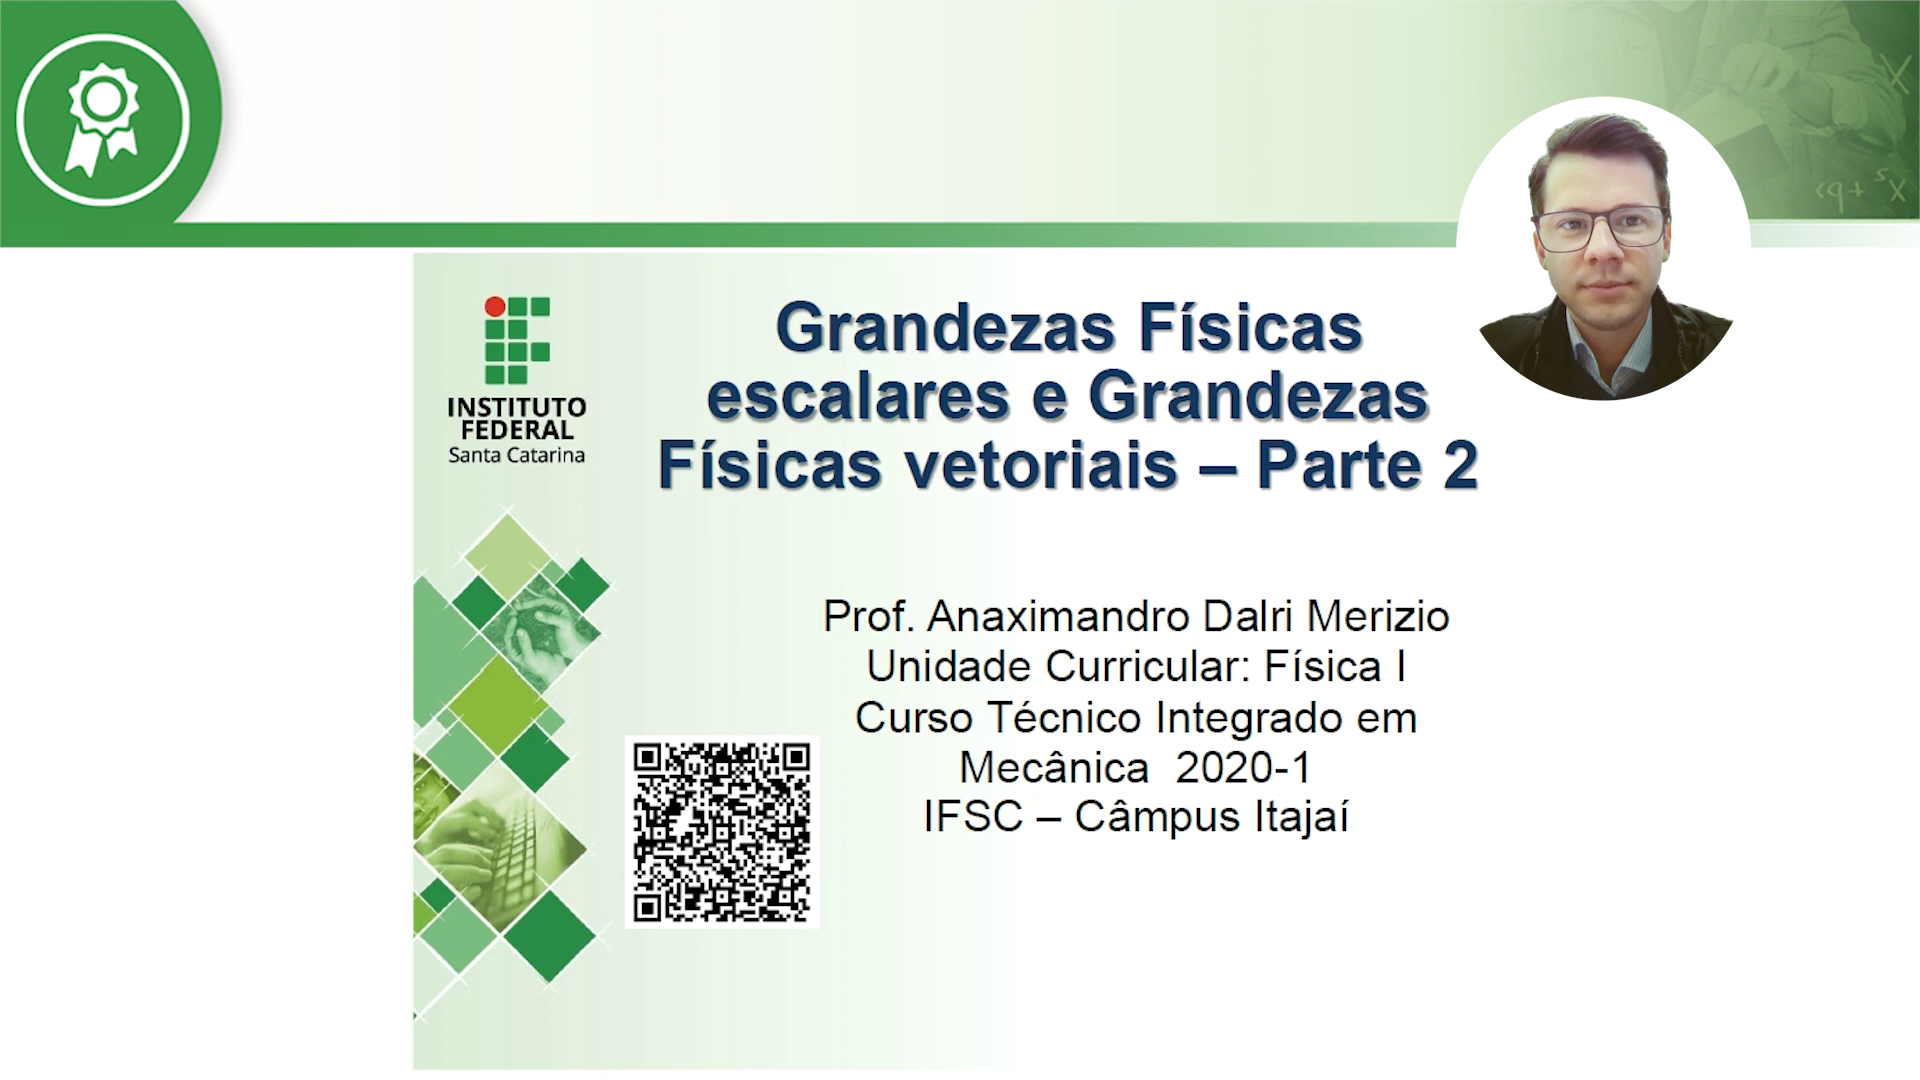 INSTITUTO
FEDERAL
Santa Catarina
Grandezas Físicas
escalares e Grandezas
Físicas vetoriais – Parte 2
Prof. Anaximandro Dalri Merizio
Unidade Curricular: Física I
Curso Técnico Integrado em
Mecânica 2020-1
IFSC – Câmpus Itajaí